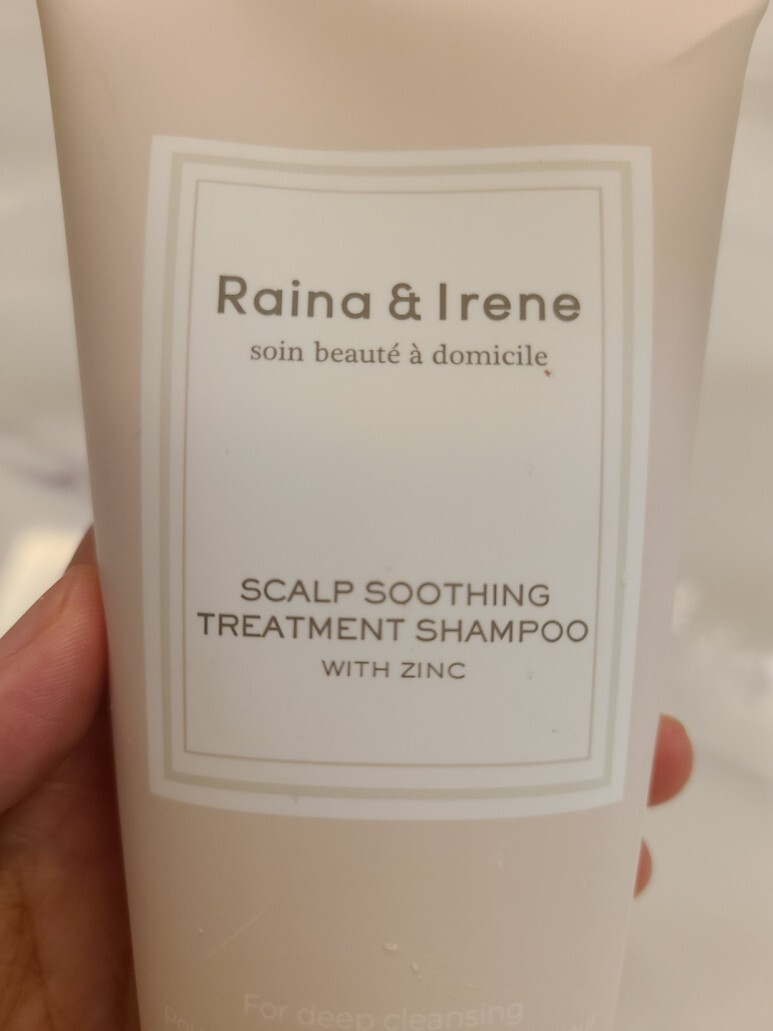 Raina & Irene
soin beauté à domicile
SCALP SOOTHING
TREATMENT SHAMPOO
WITH ZINC
For deep cleansing